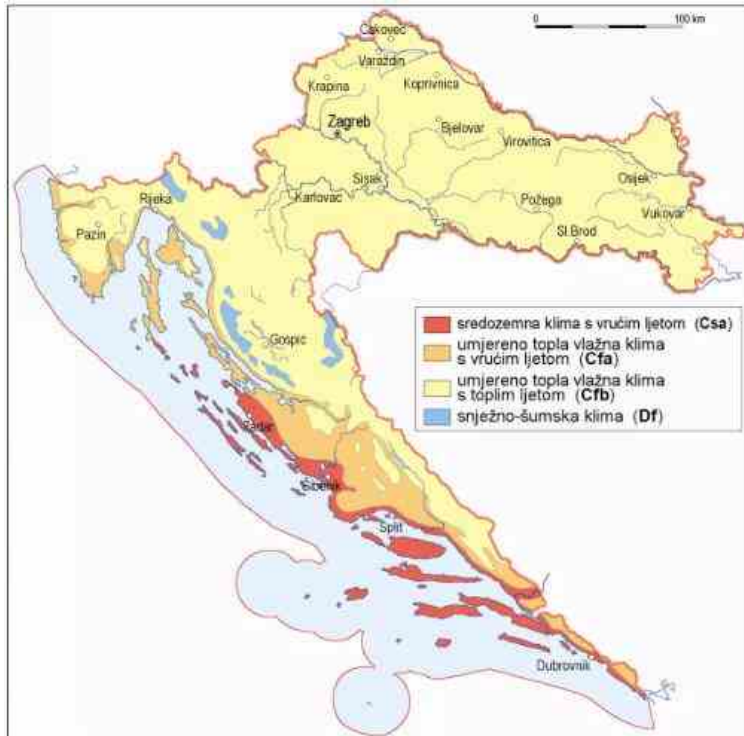 0 100 km
Čakovec
Varaždin
Krapina
Koprivnica
Zagreb
Bjelovar
Virovitica
Sisak
Osijek
Rijeka
Karlovac
Požega
Vukovar
Pazin
Sl.Brod
sredozemna klima s vrućim ljetom (Csa)
umjereno topla vlažna klima
s vrućim ljetom (Cfa)
umjereno topla vlažna klima
s toplim ljetom (Cfb)
snježno-šumska klima (Df)
Gospić
Zadar
Šibenik
Split
Dubrovnik